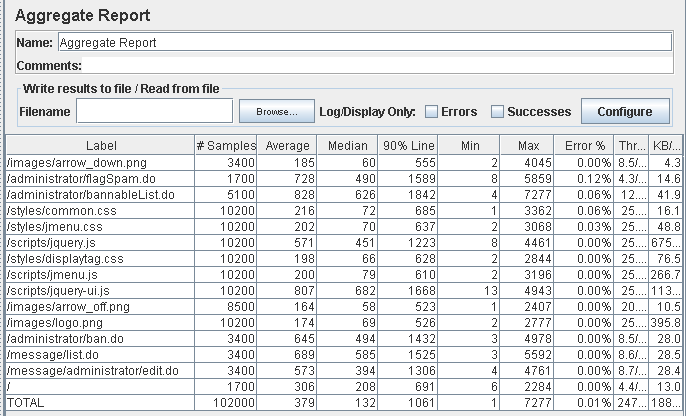 Aggregate Report
Name: Aggregate Report
Comments:
Write results to file / Read from file
Filename Browse... Log/Display Only: Errors Successes Configure
Label # Samples Average Median 90% Line Min Max Error % Thr... KB/...
/images/arrow_down.png 3400 185 60 555 2 4045 0.00% 8.5/... 4.3
/administrator/flagSpam.do 1700 728 490 1589 8 5859 0.12% 4.3/... 14.6
/administrator/bannableList.do 5100 828 626 1842 4 7277 0.06% 12.... 41.9
/styles/common.css 10200 216 72 685 1 3362 0.06% 25.... 16.1
/styles/jmenu.css 10200 202 70 637 2 3068 0.03% 25.... 48.8
/scripts/jquery.js 10200 571 451 1223 8 4461 0.00% 25.... 675...
/styles/displaytag.css 10200 198 66 628 2 2844 0.00% 25.... 76.5
/scripts/jmenu.js 10200 200 79 610 2 3196 0.00% 25.... 266.7
/scripts/jquery-ui.js 10200 807 682 1668 13 4943 0.00% 25.... 113...
/images/arrow_off.png 8500 164 58 523 1 2407 0.00% 20.... 10.5
/images/logo.png 10200 174 69 526 2 2777 0.00% 25.... 395.8
/administrator/ban.do 3400 645 494 1432 3 4978 0.00% 8.5/... 28.0
/message/list.do 3400 689 585 1525 3 5592 0.00% 8.6/... 28.5
/message/administrator/edit.do 3400 573 394 1306 4 4761 0.00% 8.7/... 28.4
/ 1700 306 208 691 6 2284 0.00% 4.4/... 13.0
TOTAL 102000 379 132 1061 1 7277 0.01% 247... 188...